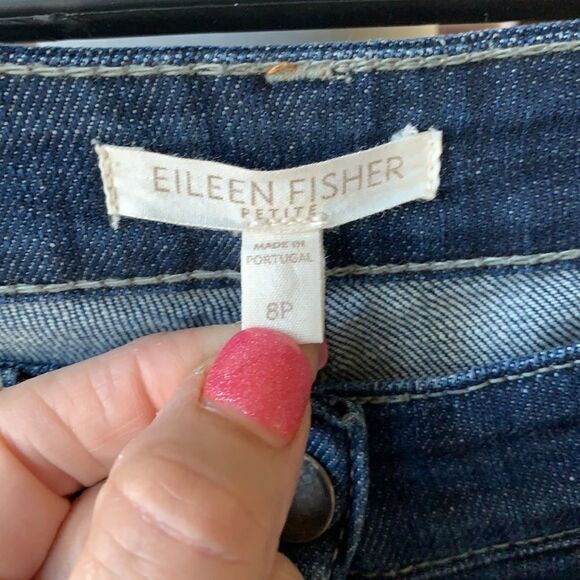 EILEEN FISHER
PETITE
MADE IN
PORTUGAL
8P